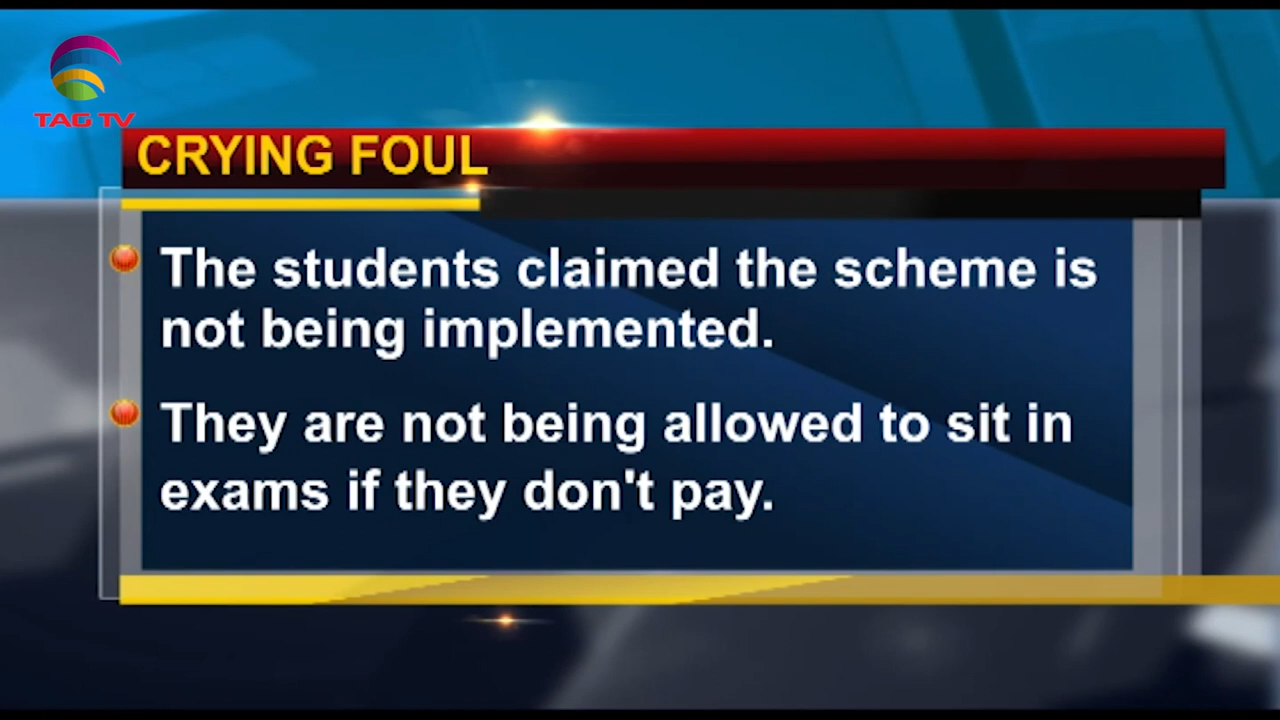 TAG TV
CRYING FOUL
The students claimed the scheme is
not being implemented.
They are not being allowed to sit in
exams if they don't pay.